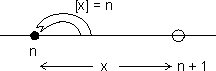 [x] = n
n
x
n + 1